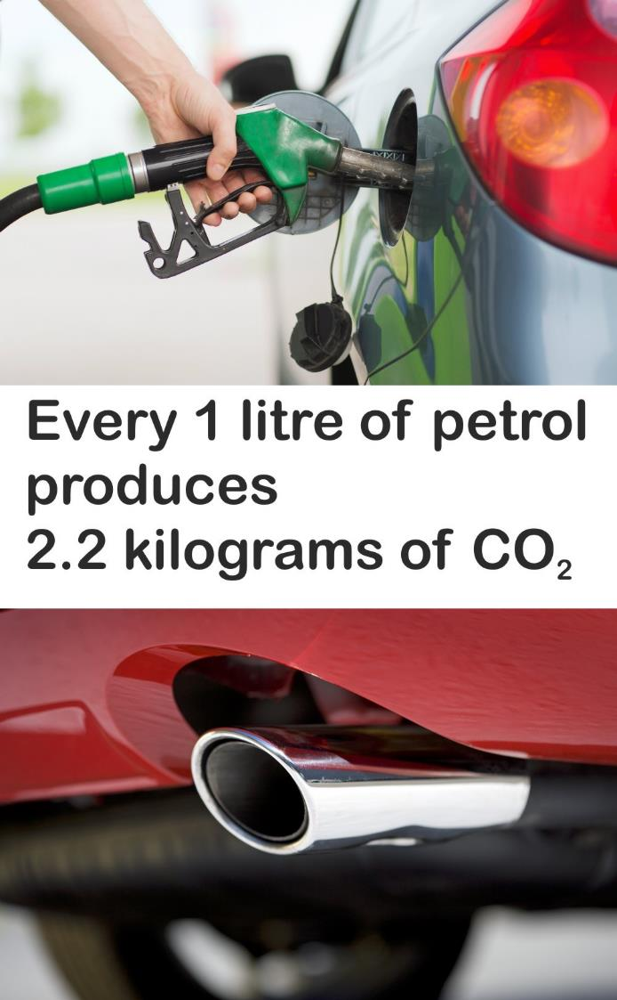 Every 1 litre of petrol
produces
2.2 kilograms of CO₂